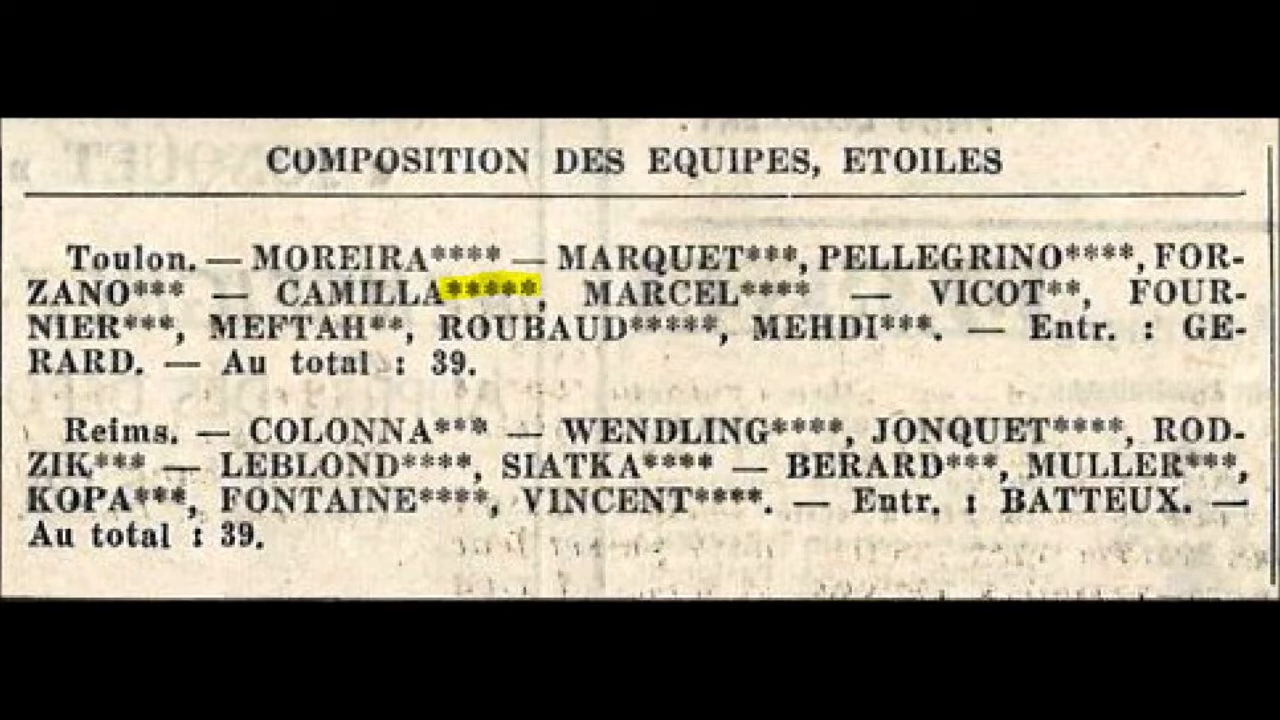 COMPOSITION DES EQUIPES, ETOILES
Toulon. — MOREIRA**** — MARQUET***, PELLEGRINO****, FOR-
ZANO*** — CAMILLA*****, MARCEL**** — VICOT**, FOUR-
NIER***, MEFTAH**, ROUBAUD*****, MEHDI***. — Entr. : GE-
RARD. — Au total : 39.
Reims. — COLONNA*** — WENDLING****, JONQUET****, ROD-
ZIK*** — LEBLOND****, SIATKA**** — BERARD***, MULLER***,
KOPA***, FONTAINE****, VINCENT****. — Entr. : BATTEUX. —
Au total : 39.